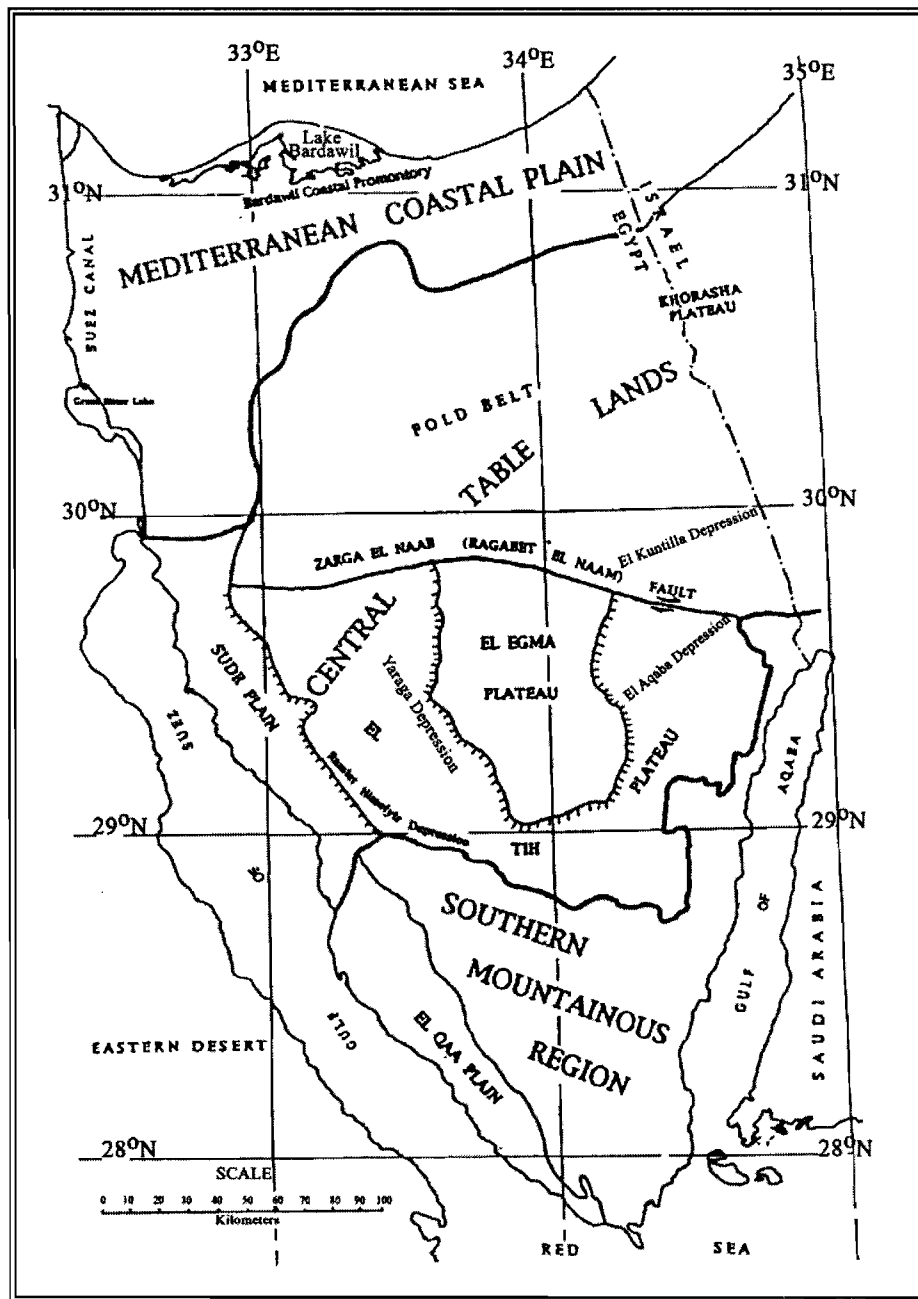 33°E
34°E
35°E
MEDITERRANEAN SEA
Lake
Bardawil
Bardawil Coastal Promontory
31°N
31°N
MEDITERRANEAN COASTAL PLAIN
ISRAEL
EGYPT
SUEZ CANAL
KHORASHA
PLATEAU
Great Bitter Lake
FOLD BELT
TABLE LANDS
30°N
30°N
ZARGA EL NAAB (RAGABET EL NAAM) FAULT
El Kuntilla Depression
CENTRAL
EL EGMA
PLATEAU
El Aqaba Depression
SUDR PLAIN
Yaraga Depression
EL
PLATEAU
TIH
Depression
29°N
29°N
GULF OF SUEZ
GULF OF AQABA
SAUDI ARABIA
SOUTHERN
MOUNTAINOUS
REGION
EL QAA PLAIN
EASTERN DESERT
28°N
28°N
SCALE
0 10 20 30 40 50 60 70 80 90 100
Kilometers
RED SEA